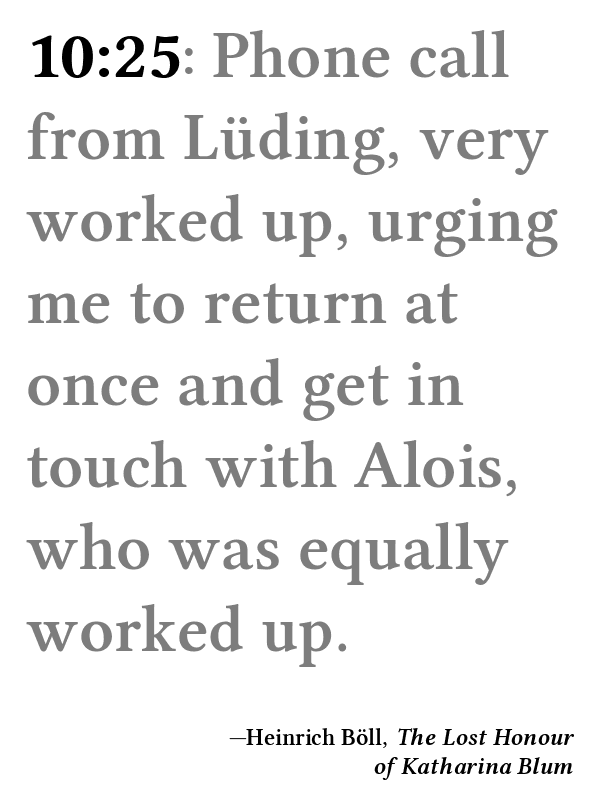 10:25: Phone call
from Lüding, very
worked up, urging
me to return at
once and get in
touch with Alois,
who was equally
worked up.
—Heinrich Böll, The Lost Honour
of Katharina Blum